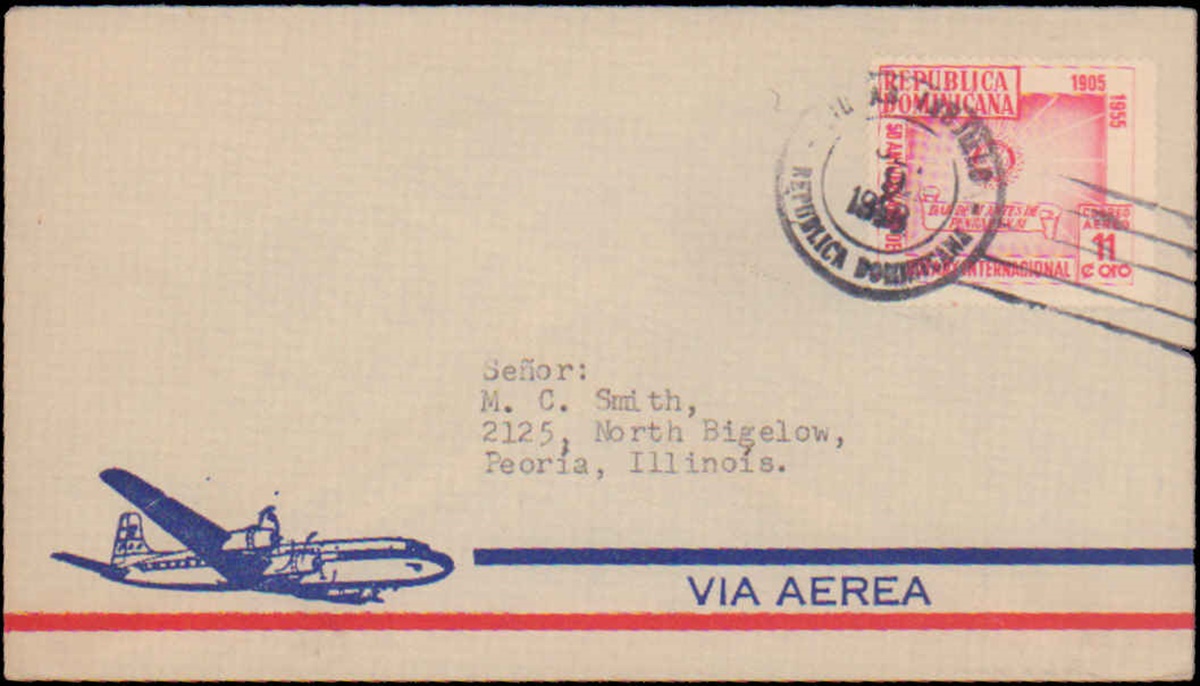 REPUBLICA
DOMINICANA
1905
1955
50
CORREO
AEREO
11
¢ oro
INTERNACIONAL
REPUBLICA DOMINICANA
Señor:
M. C. Smith,
2125, North Bigelow,
Peoria, Illinois.
VIA AEREA